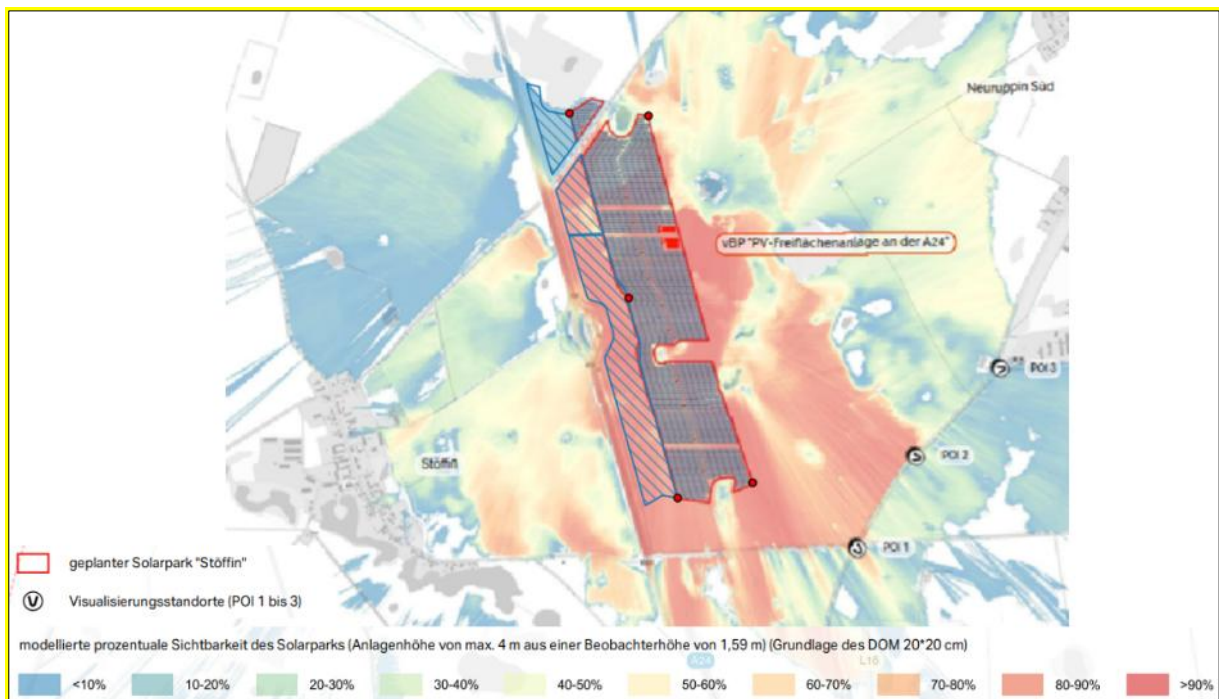 Neuruppin Süd
vBP "PV-Freiflächenanlage an der A24"
POI 3
Stöffin
POI 2
POI 1
geplanter Solarpark "Stöffin"
Visualisierungsstandorte (POI 1 bis 3)
modellierte prozentuale Sichtbarkeit des Solarparks (Anlagenhöhe von max. 4 m aus einer Beobachterhöhe von 1,59 m) (Grundlage des DOM 20*20 cm)
A24 L16
<10% 10-20% 20-30% 30-40% 40-50% 50-60% 60-70% 70-80% 80-90% >90%